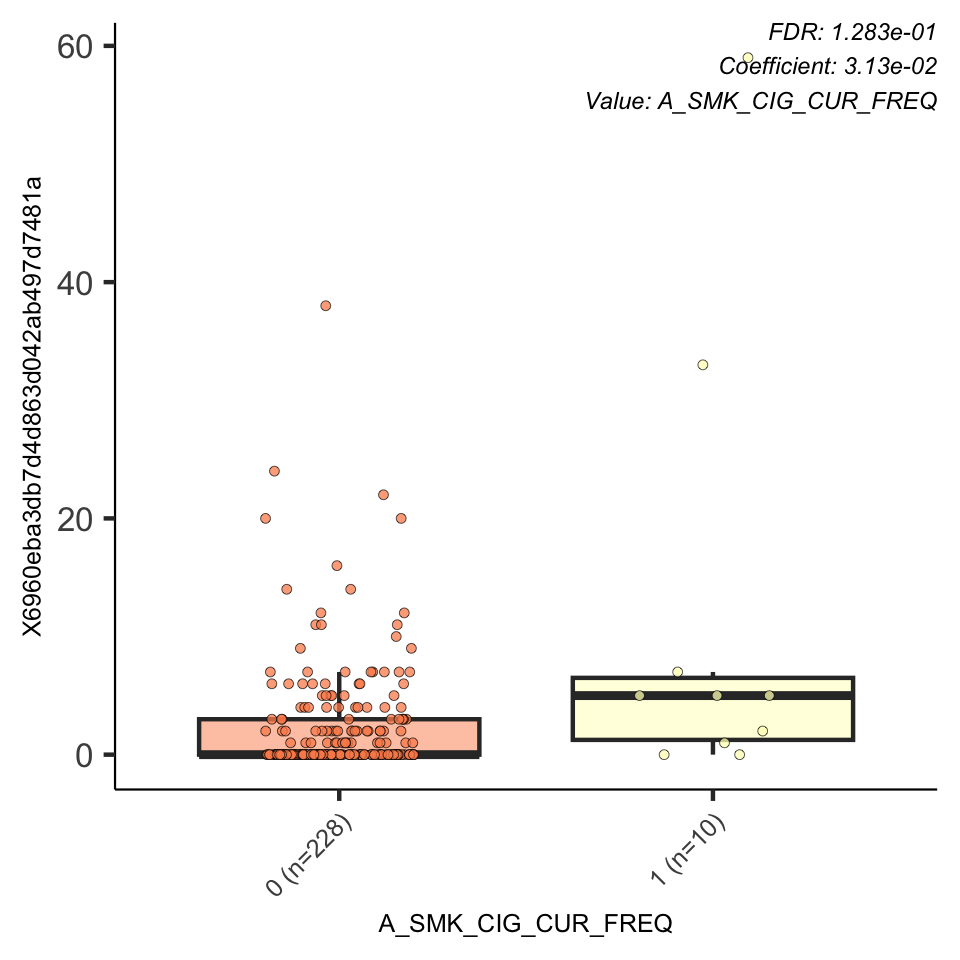 FDR: 1.283e-01
Coefficient: 3.13e-02
Value: A_SMK_CIG_CUR_FREQ
X6960eba3db7d4d863d042ab497d7481a
60
40
20
0
0 (n=228)
1 (n=10)
A_SMK_CIG_CUR_FREQ